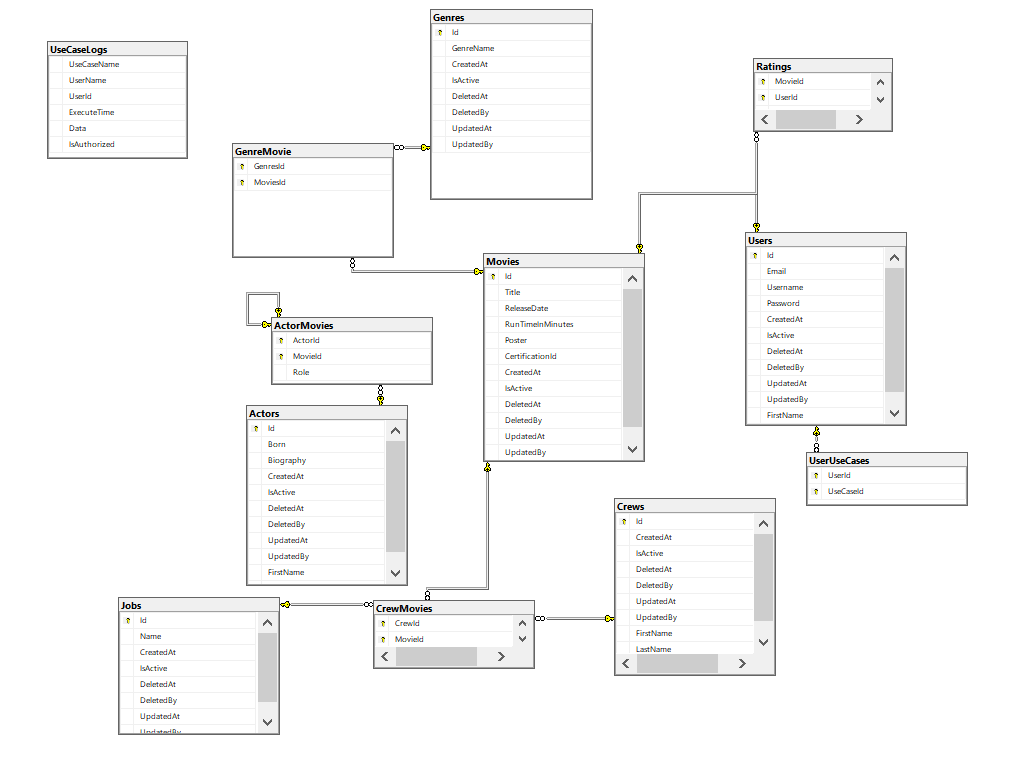 Genres
Id
GenreName
CreatedAt
IsActive
DeletedAt
DeletedBy
UpdatedAt
UpdatedBy
UseCaseLogs
UseCaseName
UserName
UserId
ExecuteTime
Data
IsAuthorized
Ratings
MovieId
UserId
GenreMovie
GenresId
MoviesId
Users
Id
Email
Username
Password
CreatedAt
IsActive
DeletedAt
DeletedBy
UpdatedAt
UpdatedBy
FirstName
Movies
Id
Title
ReleaseDate
RunTimeInMinutes
Poster
CertificationId
CreatedAt
IsActive
DeletedAt
DeletedBy
UpdatedAt
UpdatedBy
ActorMovies
ActorId
MovieId
Role
Actors
Id
Born
Biography
CreatedAt
IsActive
DeletedAt
DeletedBy
UpdatedAt
UpdatedBy
FirstName
UserUseCases
UserId
UseCaseId
Crews
Id
CreatedAt
IsActive
DeletedAt
DeletedBy
UpdatedAt
UpdatedBy
FirstName
LastName
Jobs
Id
Name
CreatedAt
IsActive
DeletedAt
DeletedBy
UpdatedAt
UpdatedBy
CrewMovies
CrewId
MovieId